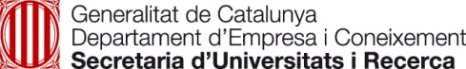 Generalitat de Catalunya
Departament d'Empresa i Coneixement
Secretaria d'Universitats i Recerca